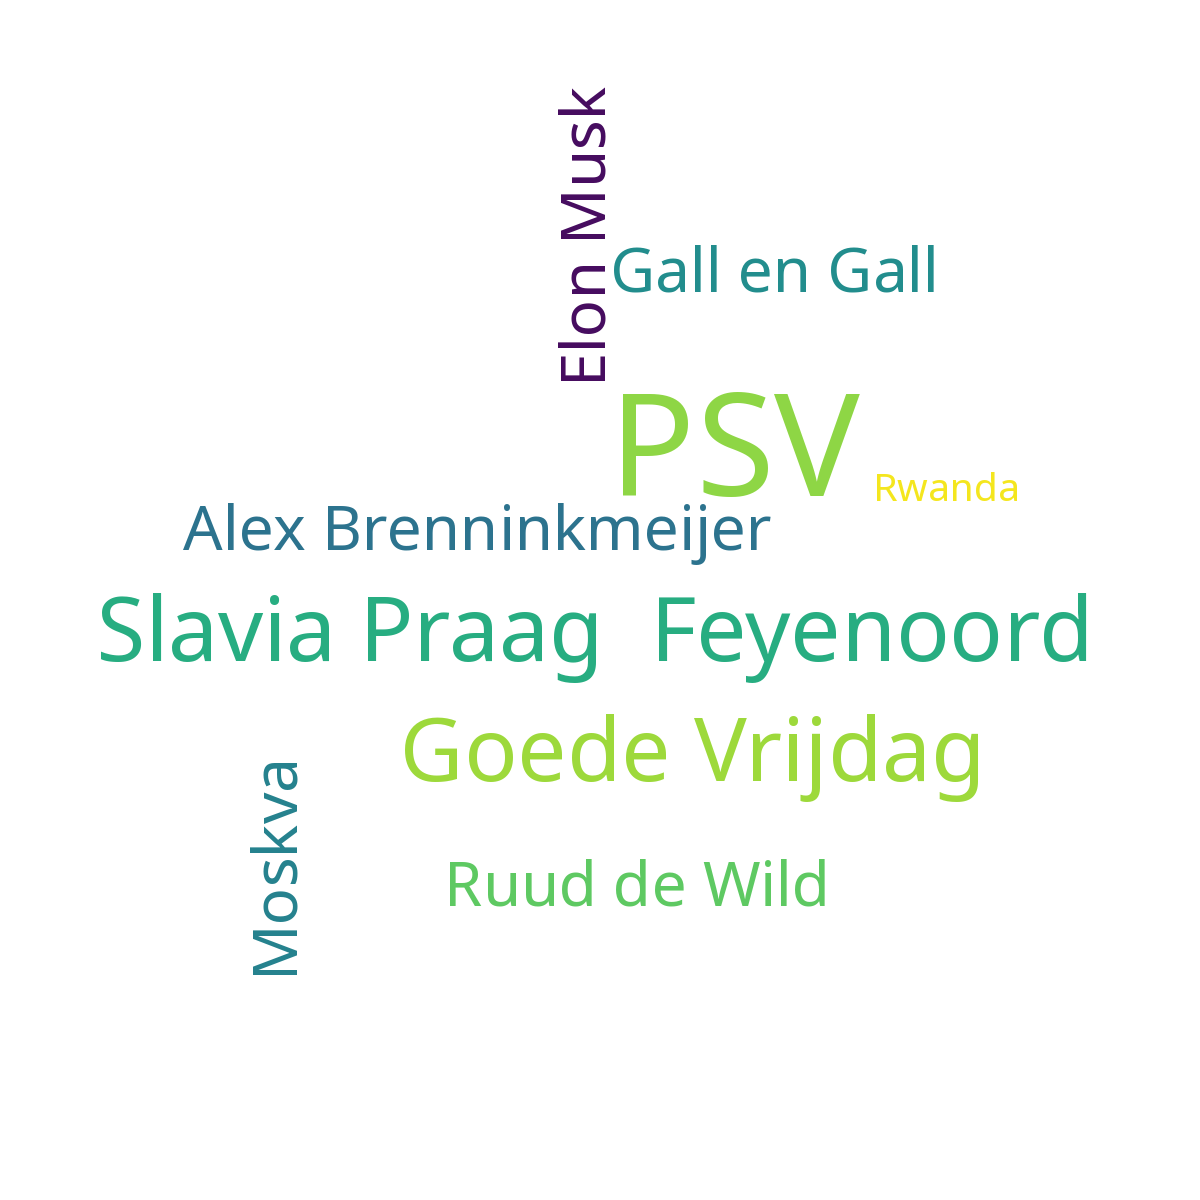 Elon Musk
Gall en Gall
PSV
Rwanda
Alex Brenninkmeijer
Slavia Praag
Feyenoord
Goede Vrijdag
Moskva
Ruud de Wild